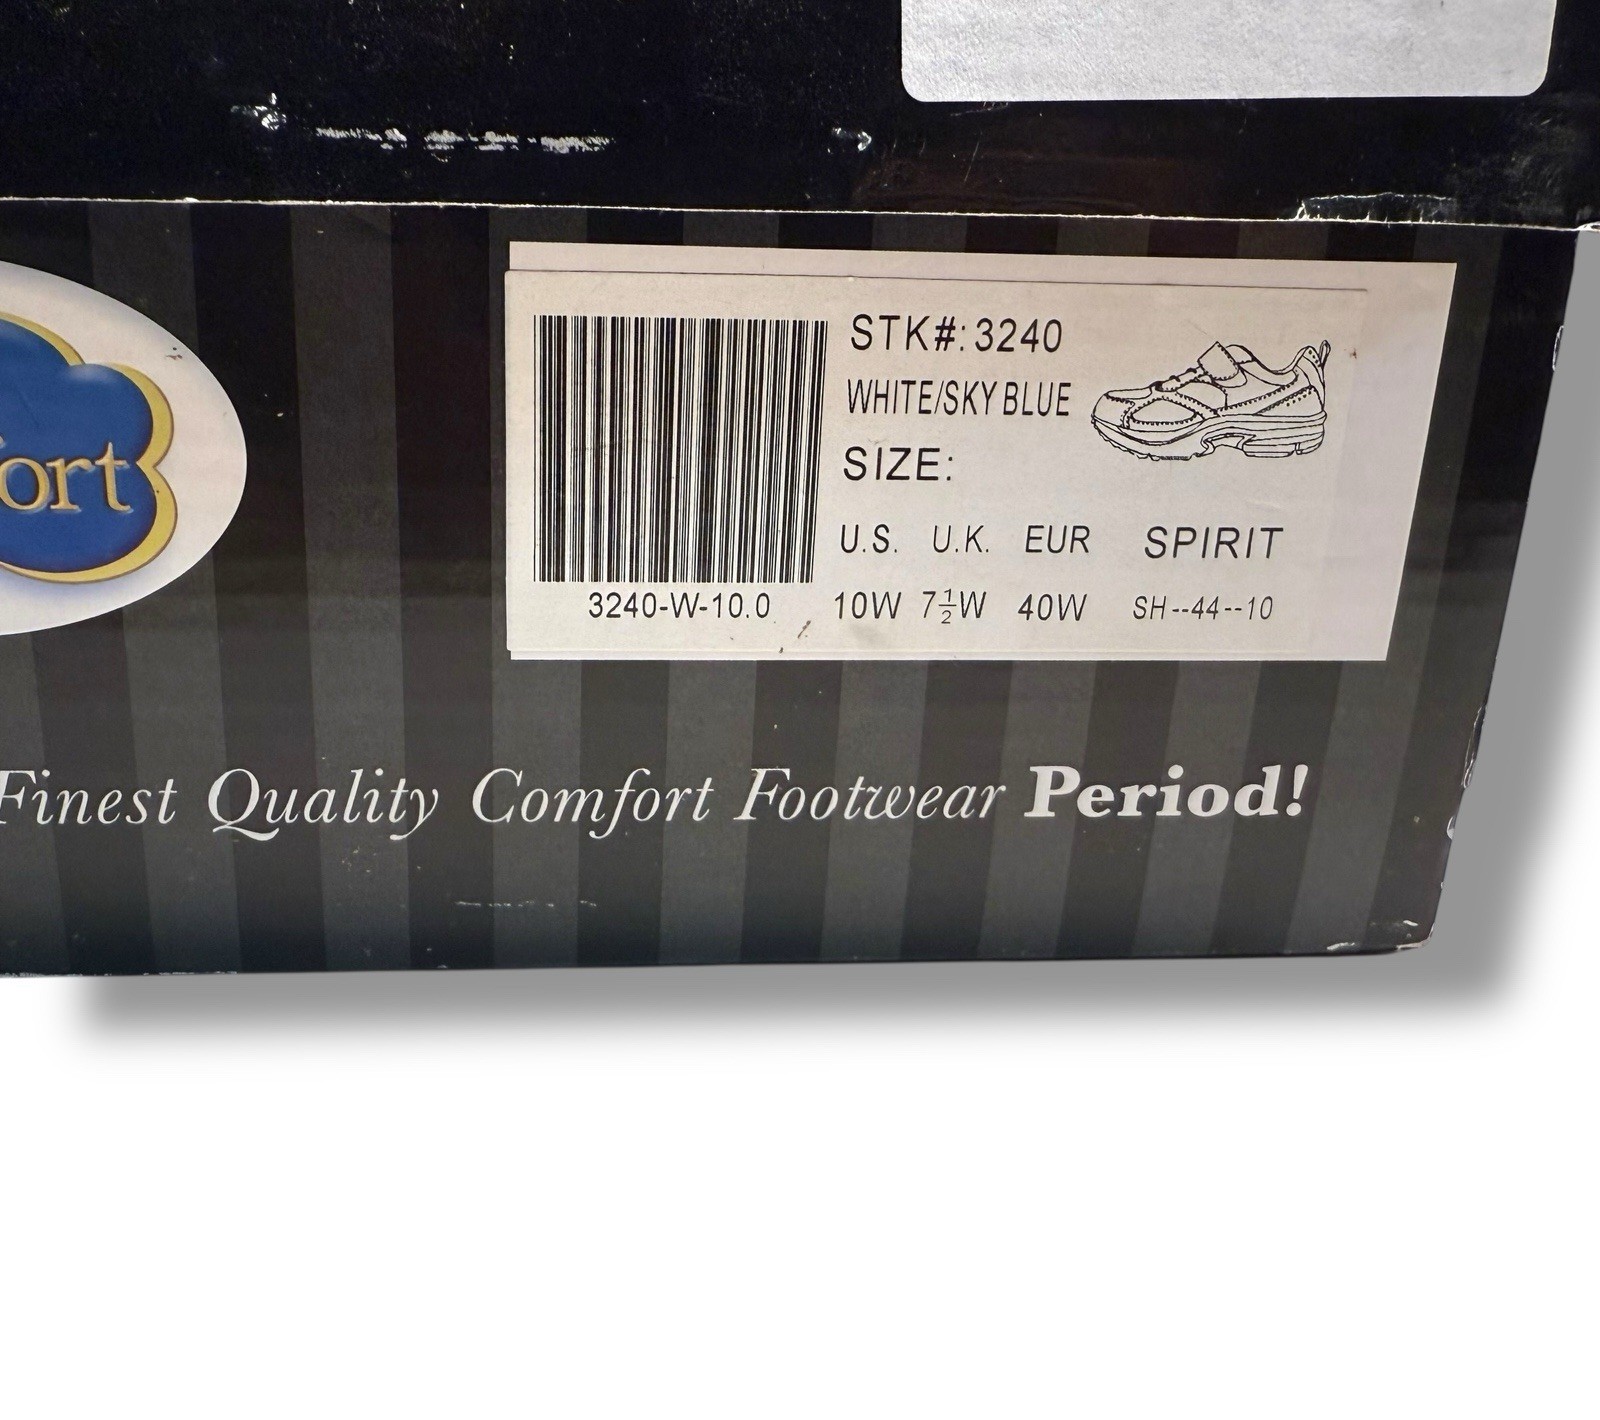 ort
STK#: 3240
WHITE/SKY BLUE
SIZE:
U.S. U.K. EUR SPIRIT
3240-W-10.0 10W 7½W 40W SH--44--10
Finest Quality Comfort Footwear Period!